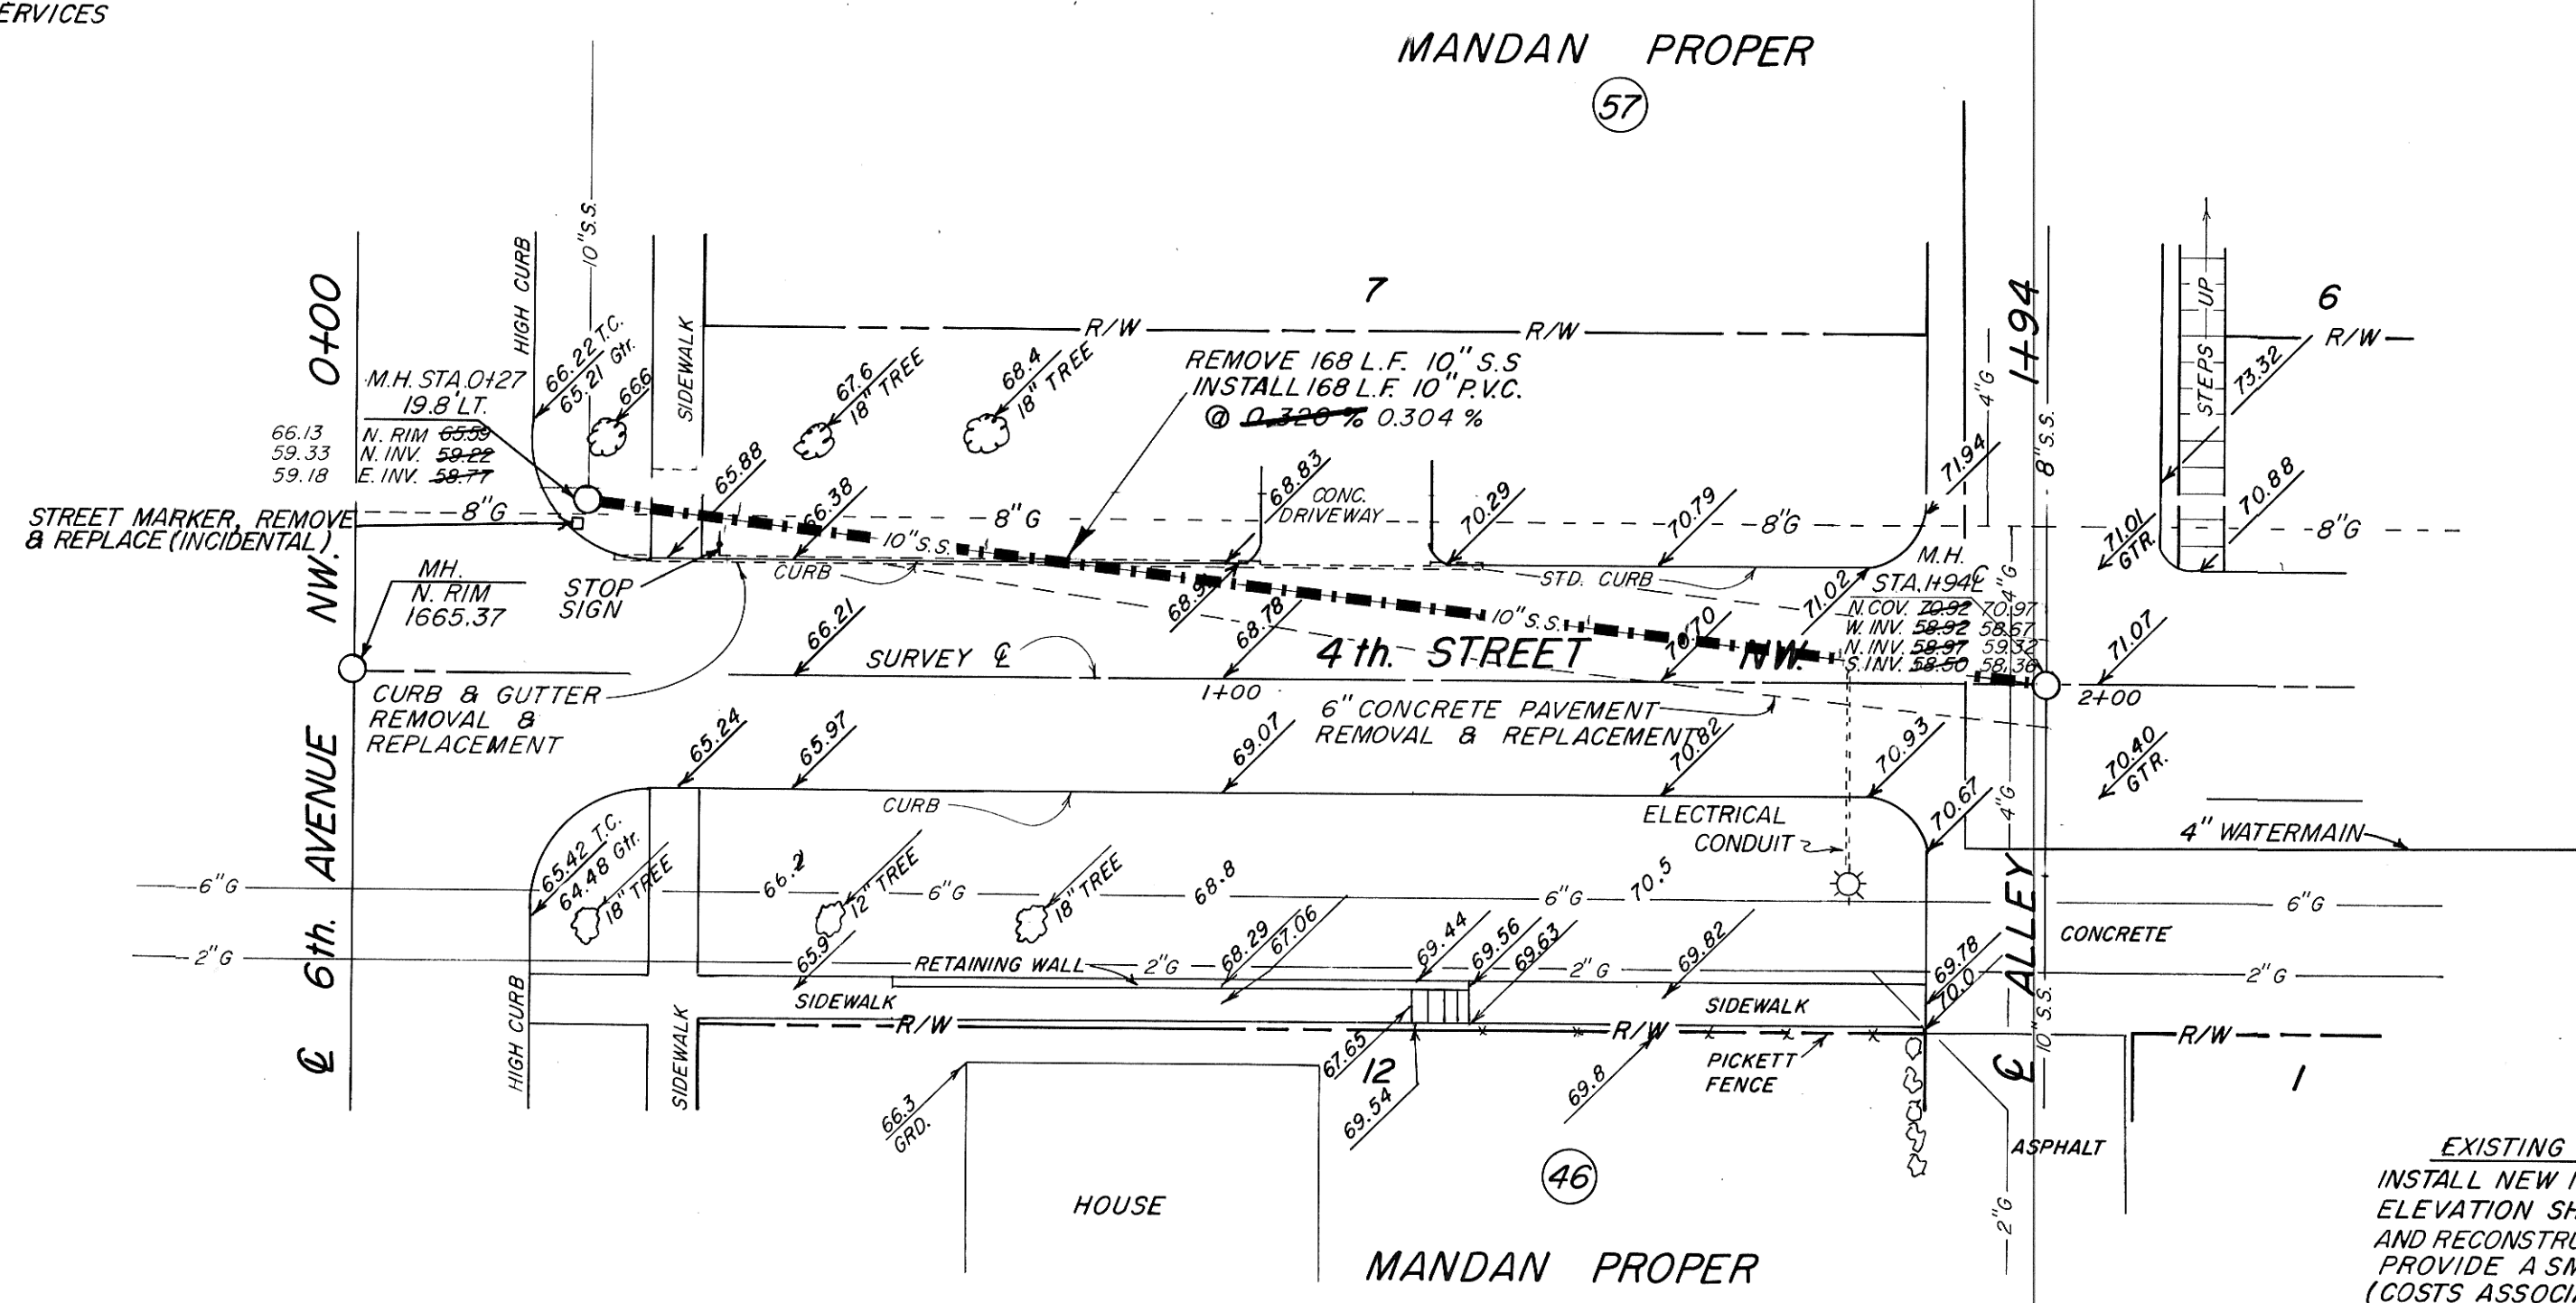 ERVICES
MANDAN PROPER
57
0+00
HIGH CURB
10" S.S.
SIDEWALK
7
R/W
R/W
1+94
STEPS UP
6
R/W
73.32
66.22 T.C.
65.21 Gtr.
66.6
67.6
18" TREE
68.4
18" TREE
REMOVE 168 L.F. 10" S.S
INSTALL 168 L.F. 10" P.V.C.
@ 0.320 % 0.304 %
4"G
8" S.S.
M.H. STA. 0+27
19.8' LT.
66.13 N. RIM 65.59
59.33 N. INV. 59.22
59.18 E. INV. 58.77
65.88
66.38
68.83
CONC.
DRIVEWAY
70.29
70.79
71.94
70.88
8"G
8"G
8"G
8"G
STREET MARKER, REMOVE
& REPLACE (INCIDENTAL)
71.01
GTR.
10" S.S.
CURB
STD. CURB
M.H.
STA. 1+94 ℄
N. COV. 70.92 70.97
W. INV. 58.92 58.67
N. INV. 58.97 59.32
S. INV. 58.50 58.36
4"G
MH.
N. RIM
1665.37
STOP
SIGN
66.21
68.78
71.02
71.07
10" S.S.
SURVEY ℄
4th. STREET NW.
1+00
2+00
CURB & GUTTER
REMOVAL &
REPLACEMENT
6" CONCRETE PAVEMENT
REMOVAL & REPLACEMENT
65.24
65.97
69.07
70.82
70.93
70.40
GTR.
CURB
ELECTRICAL
CONDUIT
70.67
4"G
4" WATERMAIN
℄ 6th. AVENUE NW.
65.42 T.C.
64.48 Gtr.
18" TREE
66.2
12" TREE
18" TREE
68.8
70.5
6"G
6"G
6"G
6"G
2"G
65.9
RETAINING WALL
2"G
68.29
67.06
69.44
69.56
69.63
2"G
69.82
69.78
70.0
CONCRETE
2"G
℄ ALLEY
HIGH CURB
SIDEWALK
SIDEWALK
R/W
R/W
SIDEWALK
10" S.S.
R/W
67.65
12
69.54
69.8
PICKETT
FENCE
1
66.3
GRD.
HOUSE
46
ASPHALT
2"G
MANDAN PROPER
EXISTING
INSTALL NEW
ELEVATION SH
AND RECONSTRU
PROVIDE A SM
(COSTS ASSOCI